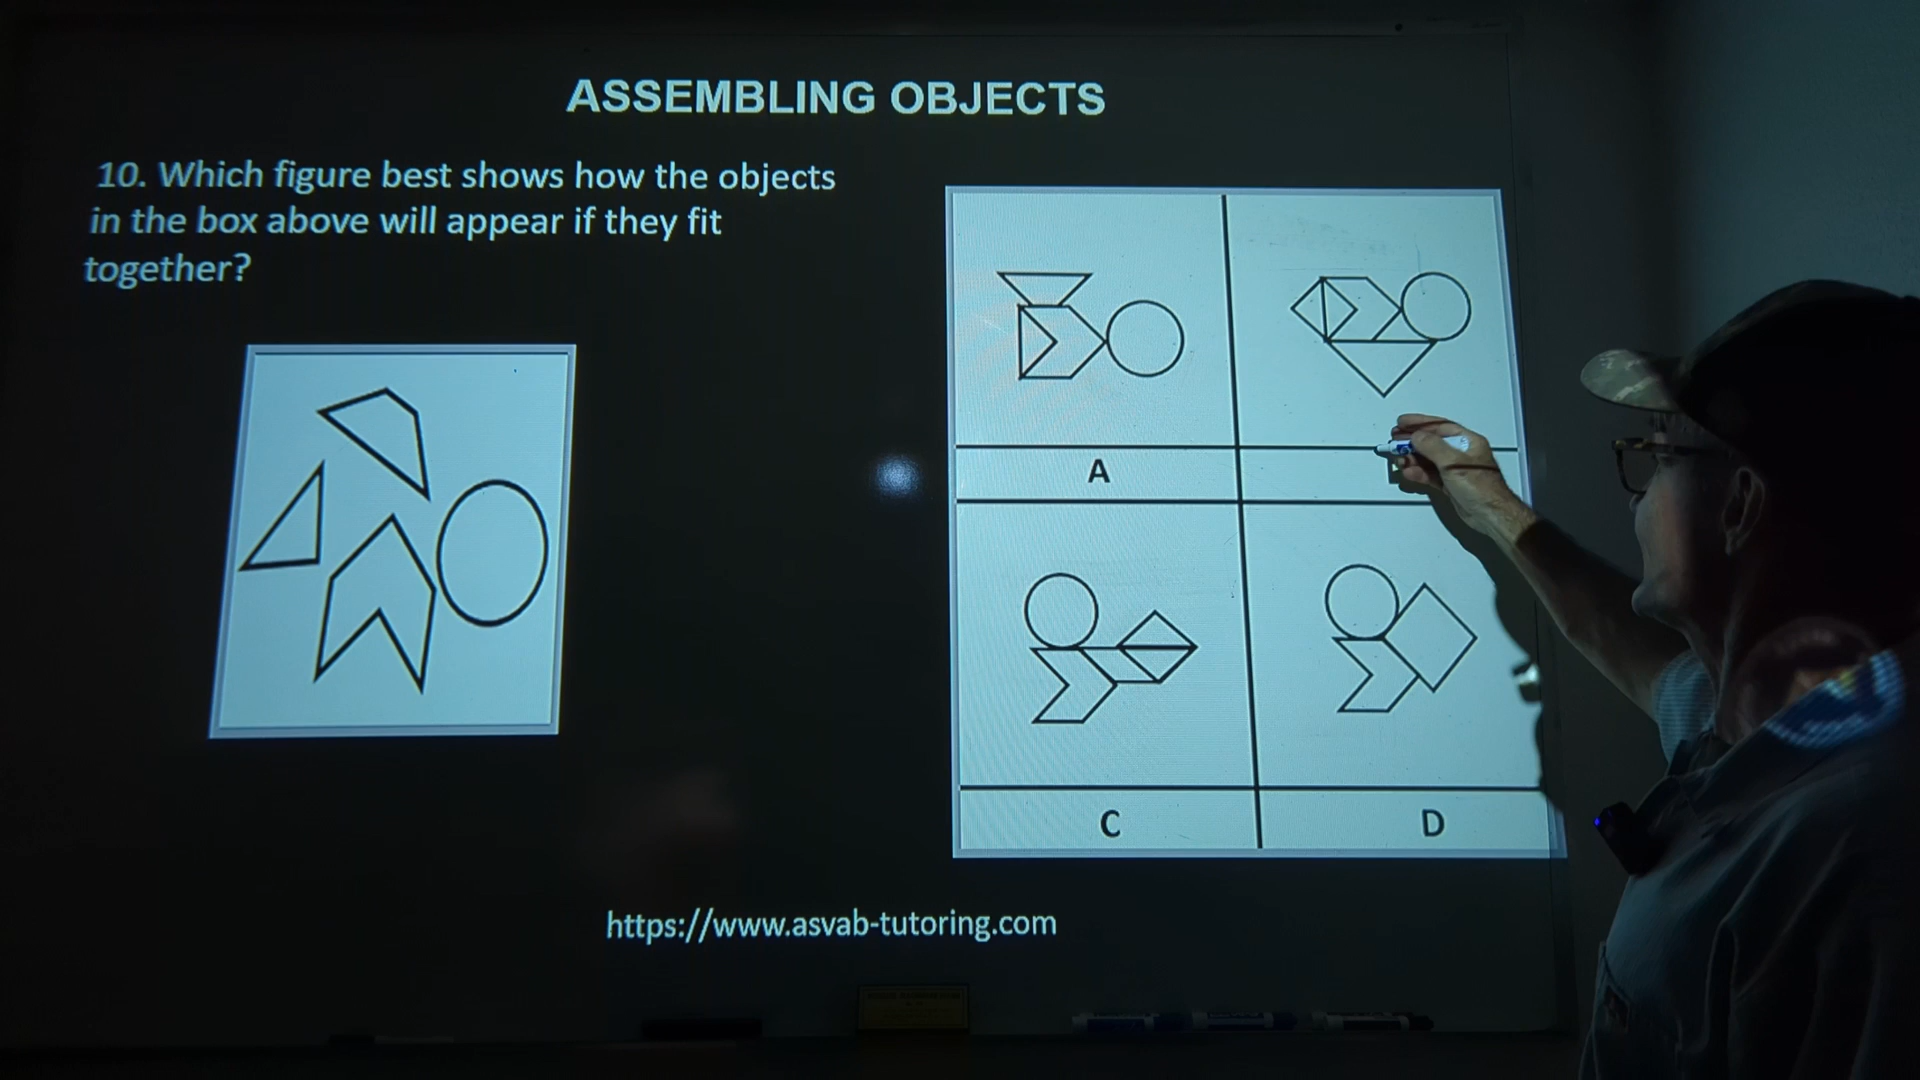 ASSEMBLING OBJECTS
10. Which figure best shows how the objects
in the box above will appear if they fit
together?
A
C
D
https://www.asvab-tutoring.com